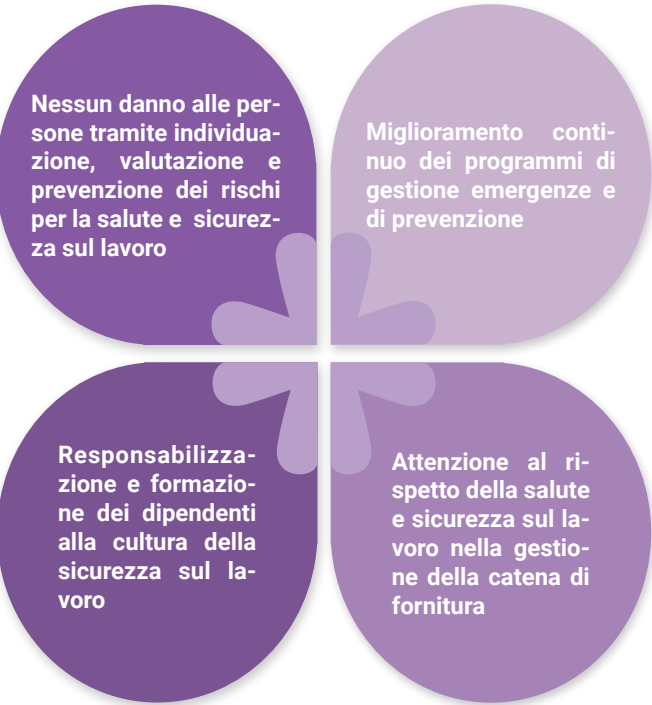 Nessun danno alle per-
sone tramite individua-
zione, valutazione e
prevenzione dei rischi
per la salute e sicurez-
za sul lavoro
Miglioramento conti-
nuo dei programmi di
gestione emergenze e
di prevenzione
Responsabilizza-
zione e formazio-
ne dei dipendenti
alla cultura della
sicurezza sul la-
voro
Attenzione al ri-
spetto della salute
e sicurezza sul la-
voro nella gestio-
ne della catena di
fornitura